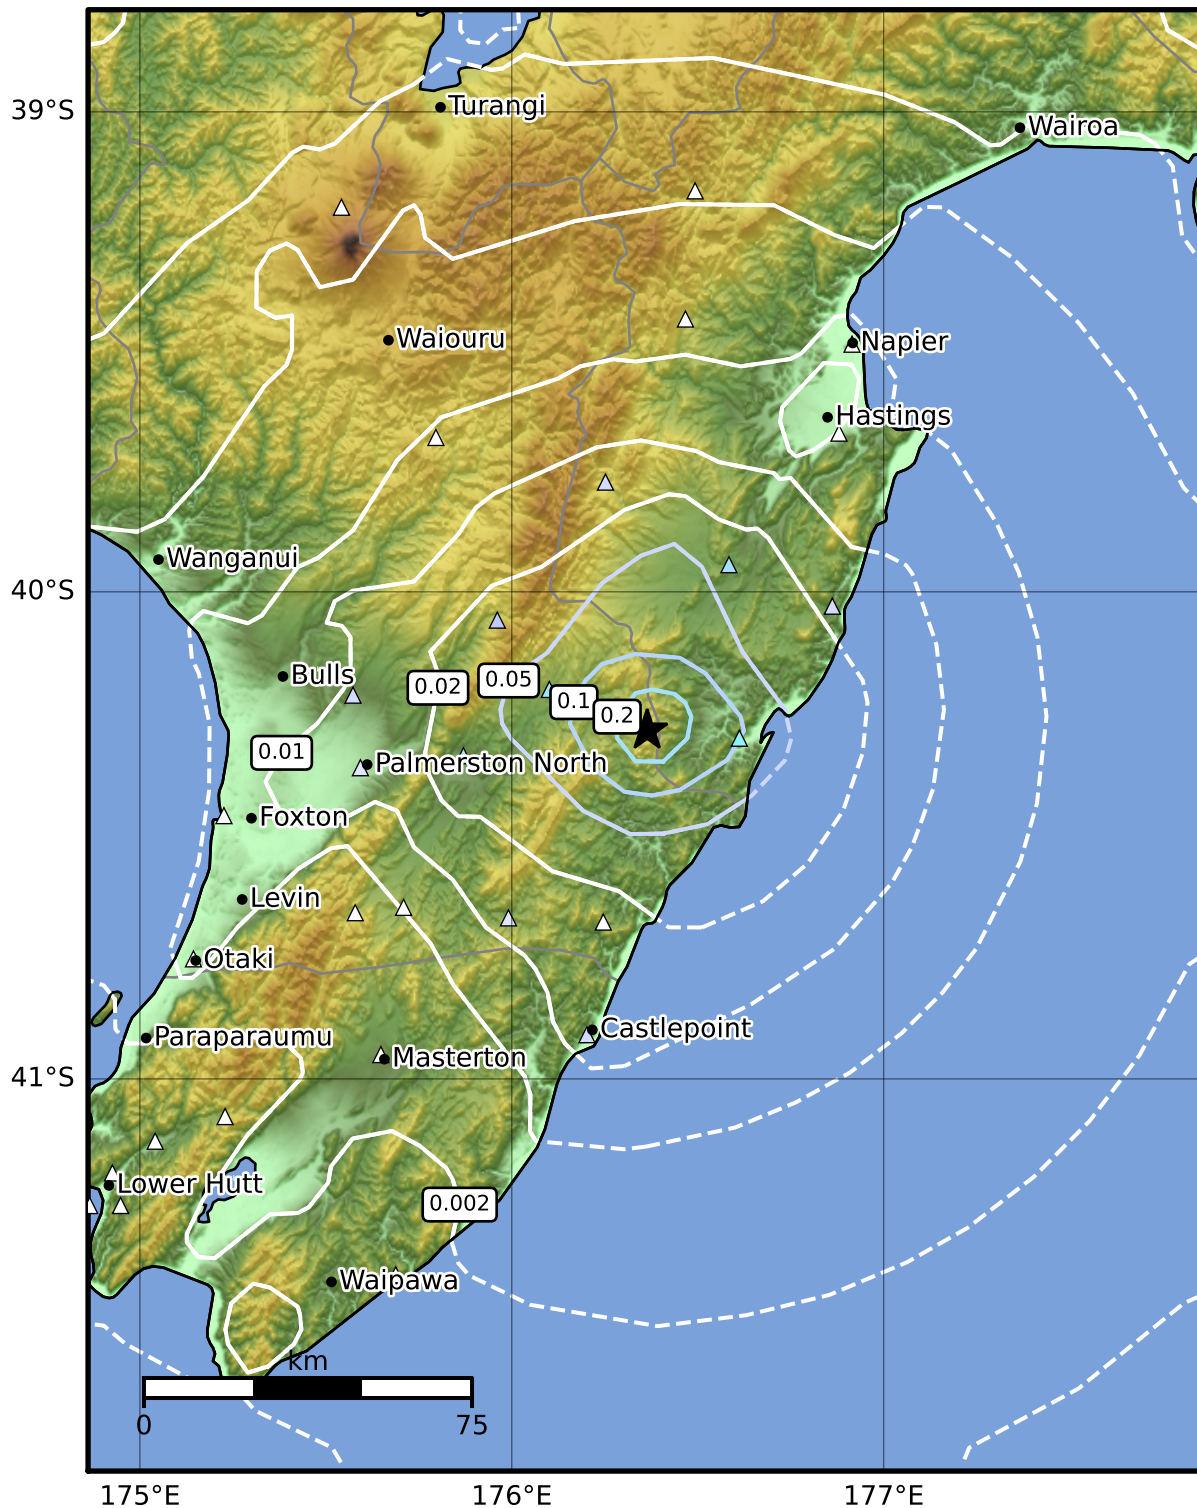 Turangi
39°S
Wairoa
Waiouru
Napier
Hastings
Wanganui
40°S
Bulls
0.02
0.05
0.1
0.2
0.01
Palmerston North
Foxton
Levin
Otaki
Castlepoint
Paraparaumu
Masterton
41°S
Lower Hutt
0.002
Waipawa
km
0
75
175°E
176°E
177°E